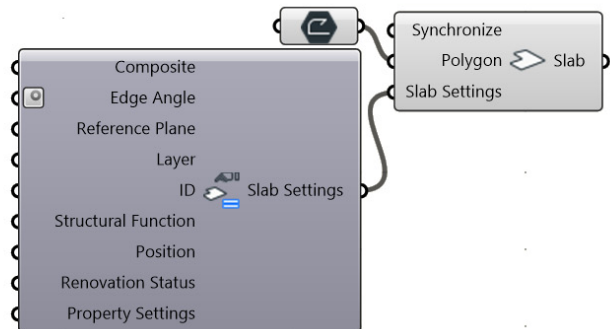 Synchronize
Polygon
Slab
Slab Settings
Composite
Edge Angle
Reference Plane
Layer
ID
Slab Settings
Structural Function
Position
Renovation Status
Property Settings